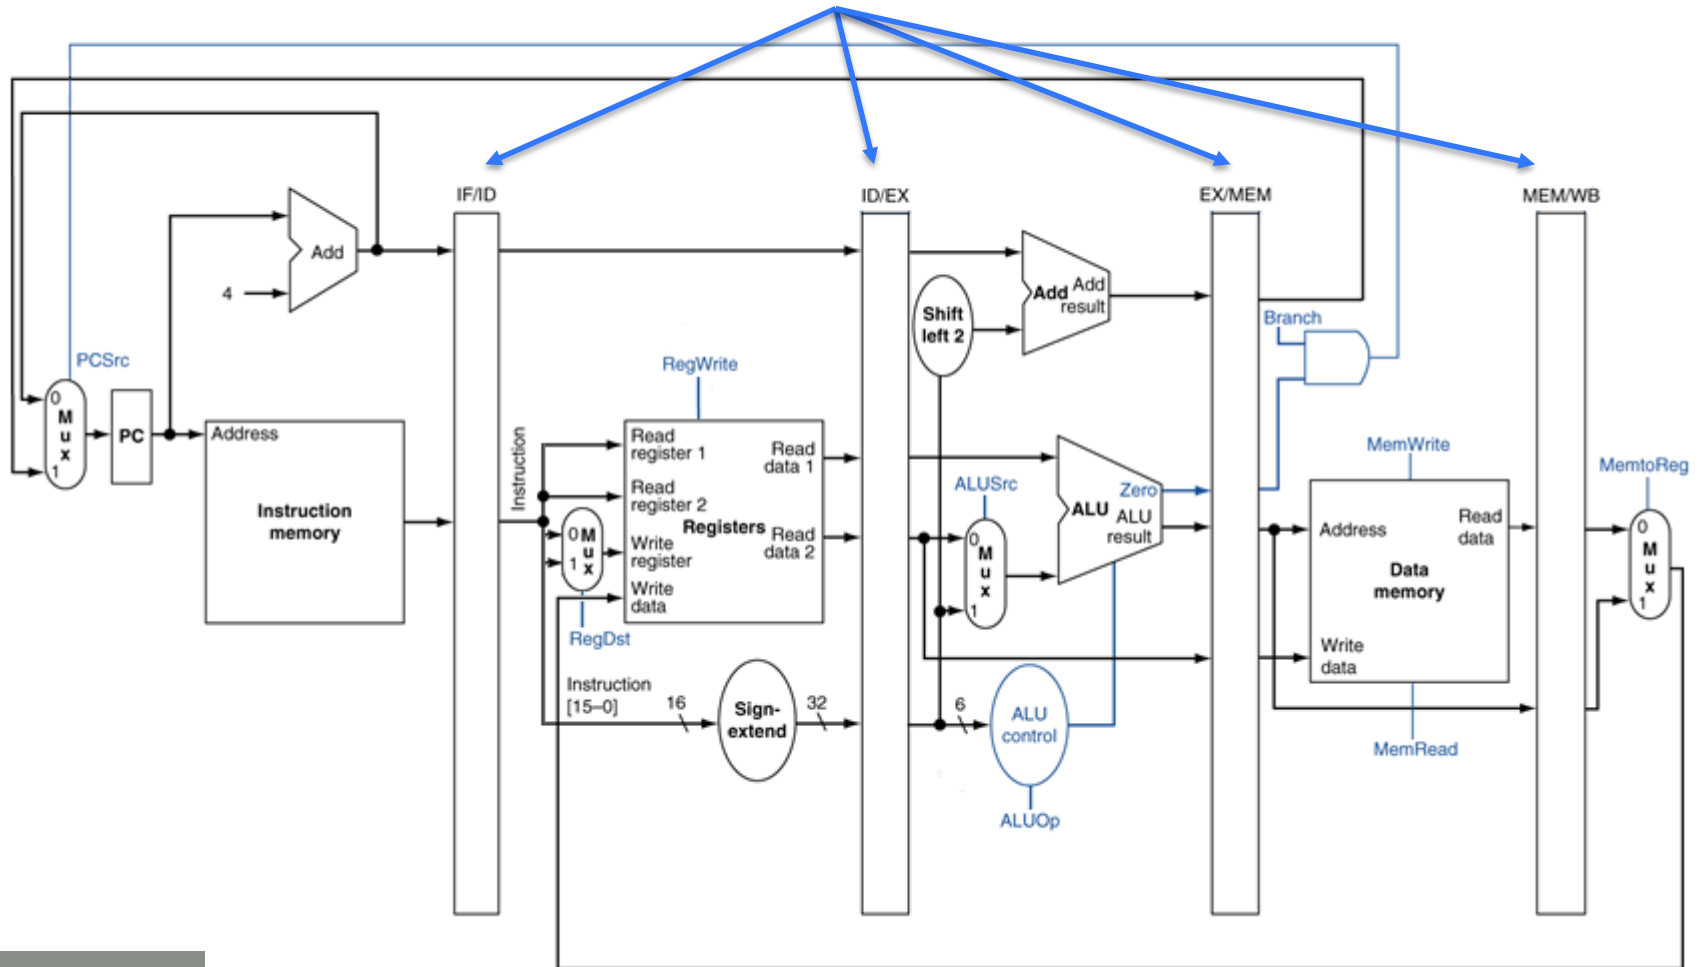 IF/ID
ID/EX
EX/MEM
MEM/WB
Add
4
Shift
left 2
Add
Add
result
Branch
PCSrc
RegWrite
0
M
u
x
1
PC
Address
Instruction
memory
Instruction
Read
register 1
Read
register 2
Write
register
Write
data
Registers
Read
data 1
Read
data 2
0
1
M
u
x
RegDst
Instruction
[15–0]
16
Sign-
extend
32
ALUSrc
0
M
u
x
1
Zero
ALU
ALU
result
6
ALU
control
ALUOp
MemWrite
Address
Read
data
Data
memory
Write
data
MemRead
MemtoReg
0
M
u
x
1